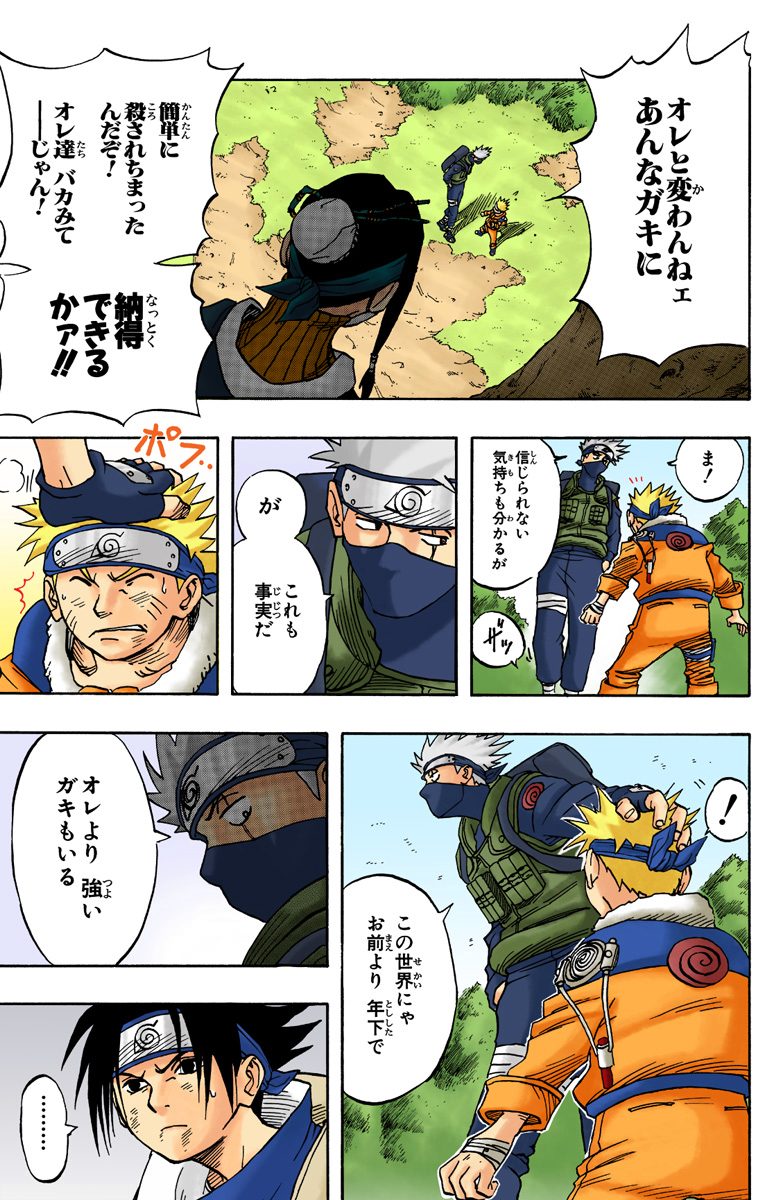 オレと変わんねェ
あんなガキに
簡単に
殺されちまった
んだぞ!
オレ達 バカみて
——じゃん!
納得
できる
かァ!!
ま!
信じられない
気持ちも分かるが
ザッ
が
これも
事実だ
ポフ‥
!
この世界にゃ
お前より 年下で
オレより 強い
ガキもいる
………